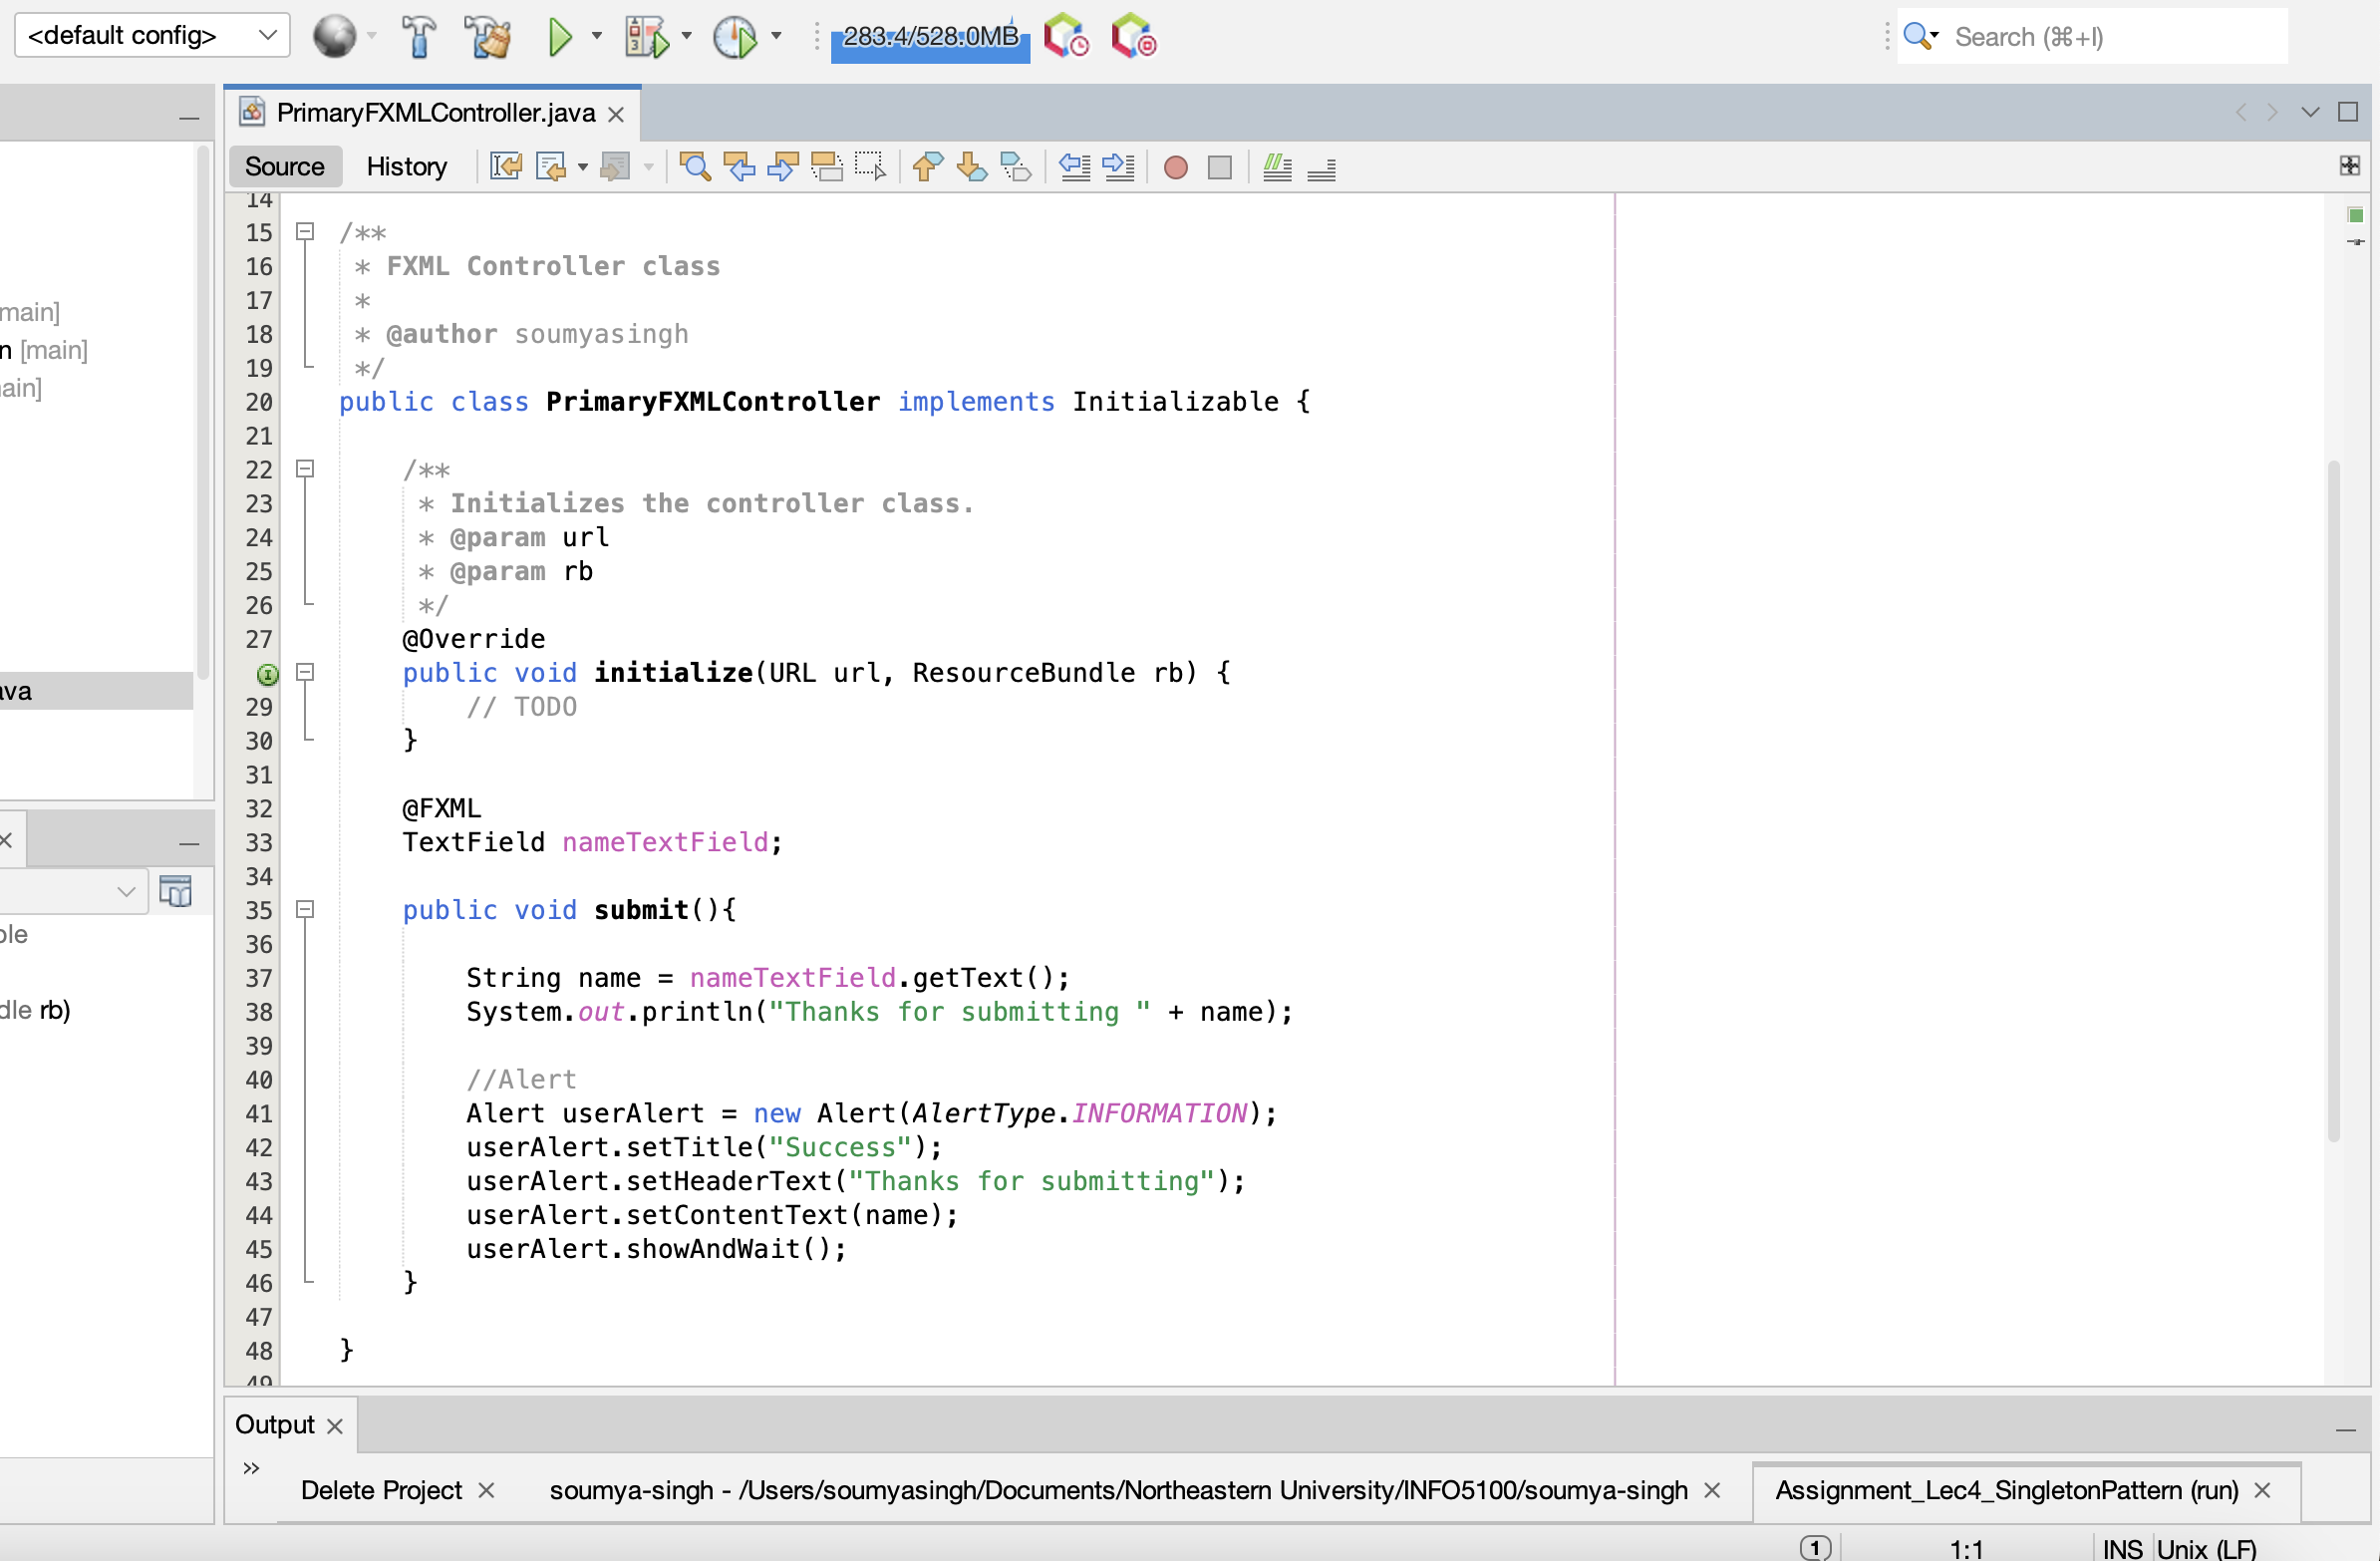 <default config>
283.4/528.0MB
Search (⌘+I)
PrimaryFXMLController.java
Source History
main]
n [main]
ain]
ava
ole
dle rb)
14
15 /**
16 * FXML Controller class
17 *
18 * @author soumyasingh
19 */
20 public class PrimaryFXMLController implements Initializable {
21
22 /**
23 * Initializes the controller class.
24 * @param url
25 * @param rb
26 */
27 @Override
public void initialize(URL url, ResourceBundle rb) {
29 // TODO
30 }
31
32 @FXML
33 TextField nameTextField;
34
35 public void submit(){
36
37 String name = nameTextField.getText();
38 System.out.println("Thanks for submitting " + name);
39
40 //Alert
41 Alert userAlert = new Alert(AlertType.INFORMATION);
42 userAlert.setTitle("Success");
43 userAlert.setHeaderText("Thanks for submitting");
44 userAlert.setContentText(name);
45 userAlert.showAndWait();
46 }
47
48 }
49
Output
»
Delete Project soumya-singh - /Users/soumyasingh/Documents/Northeastern University/INFO5100/soumya-singh Assignment_Lec4_SingletonPattern (run)
1 1:1 INS Unix (LF)